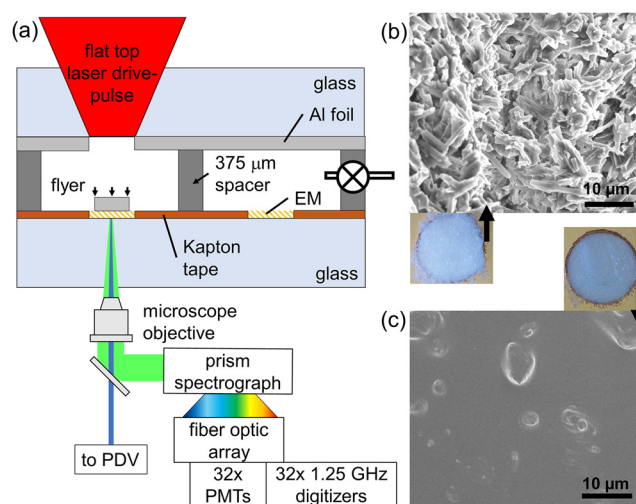 (a)
flat top
laser drive-
pulse
glass
Al foil
flyer
375 μm
spacer
EM
Kapton
tape
glass
microscope
objective
prism
spectrograph
fiber optic
array
to PDV
32x
PMTs
32x 1.25 GHz
digitizers
(b)
10 μm
(c)
10 μm